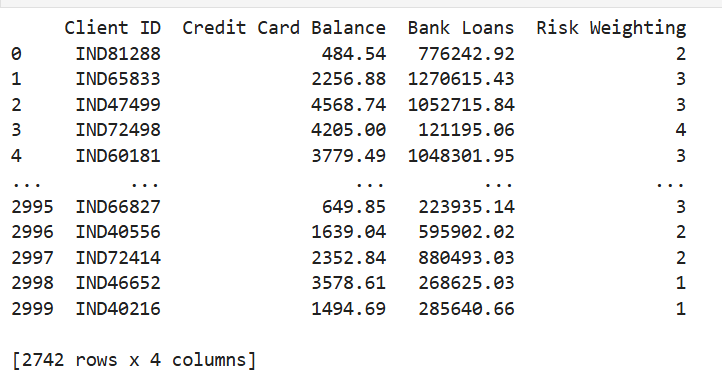 Client ID Credit Card Balance Bank Loans Risk Weighting
0 IND81288 484.54 776242.92 2
1 IND65833 2256.88 1270615.43 3
2 IND47499 4568.74 1052715.84 3
3 IND72498 4205.00 121195.06 4
4 IND60181 3779.49 1048301.95 3
... ... ... ... ...
2995 IND66827 649.85 223935.14 3
2996 IND40556 1639.04 595902.02 2
2997 IND72414 2352.84 880493.03 2
2998 IND46652 3578.61 268625.03 1
2999 IND40216 1494.69 285640.66 1
[2742 rows x 4 columns]